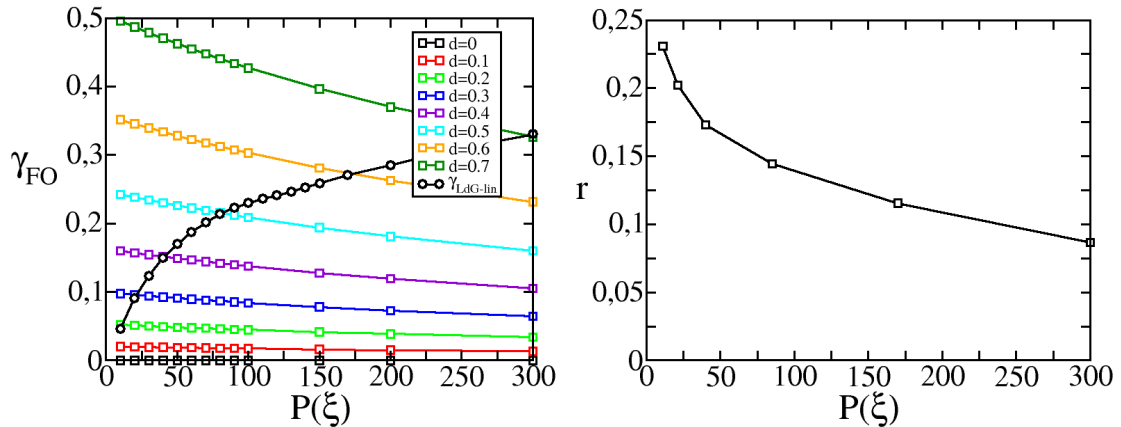 0,5
0,4
0,3
0,2
0,1
0
γFO
d=0
d=0.1
d=0.2
d=0.3
d=0.4
d=0.5
d=0.6
d=0.7
γLdG-lin
0 50 100 150 200 250 300
P(ξ)
0,25
0,2
0,15
0,1
0,05
0
r
0 50 100 150 200 250 300
P(ξ)